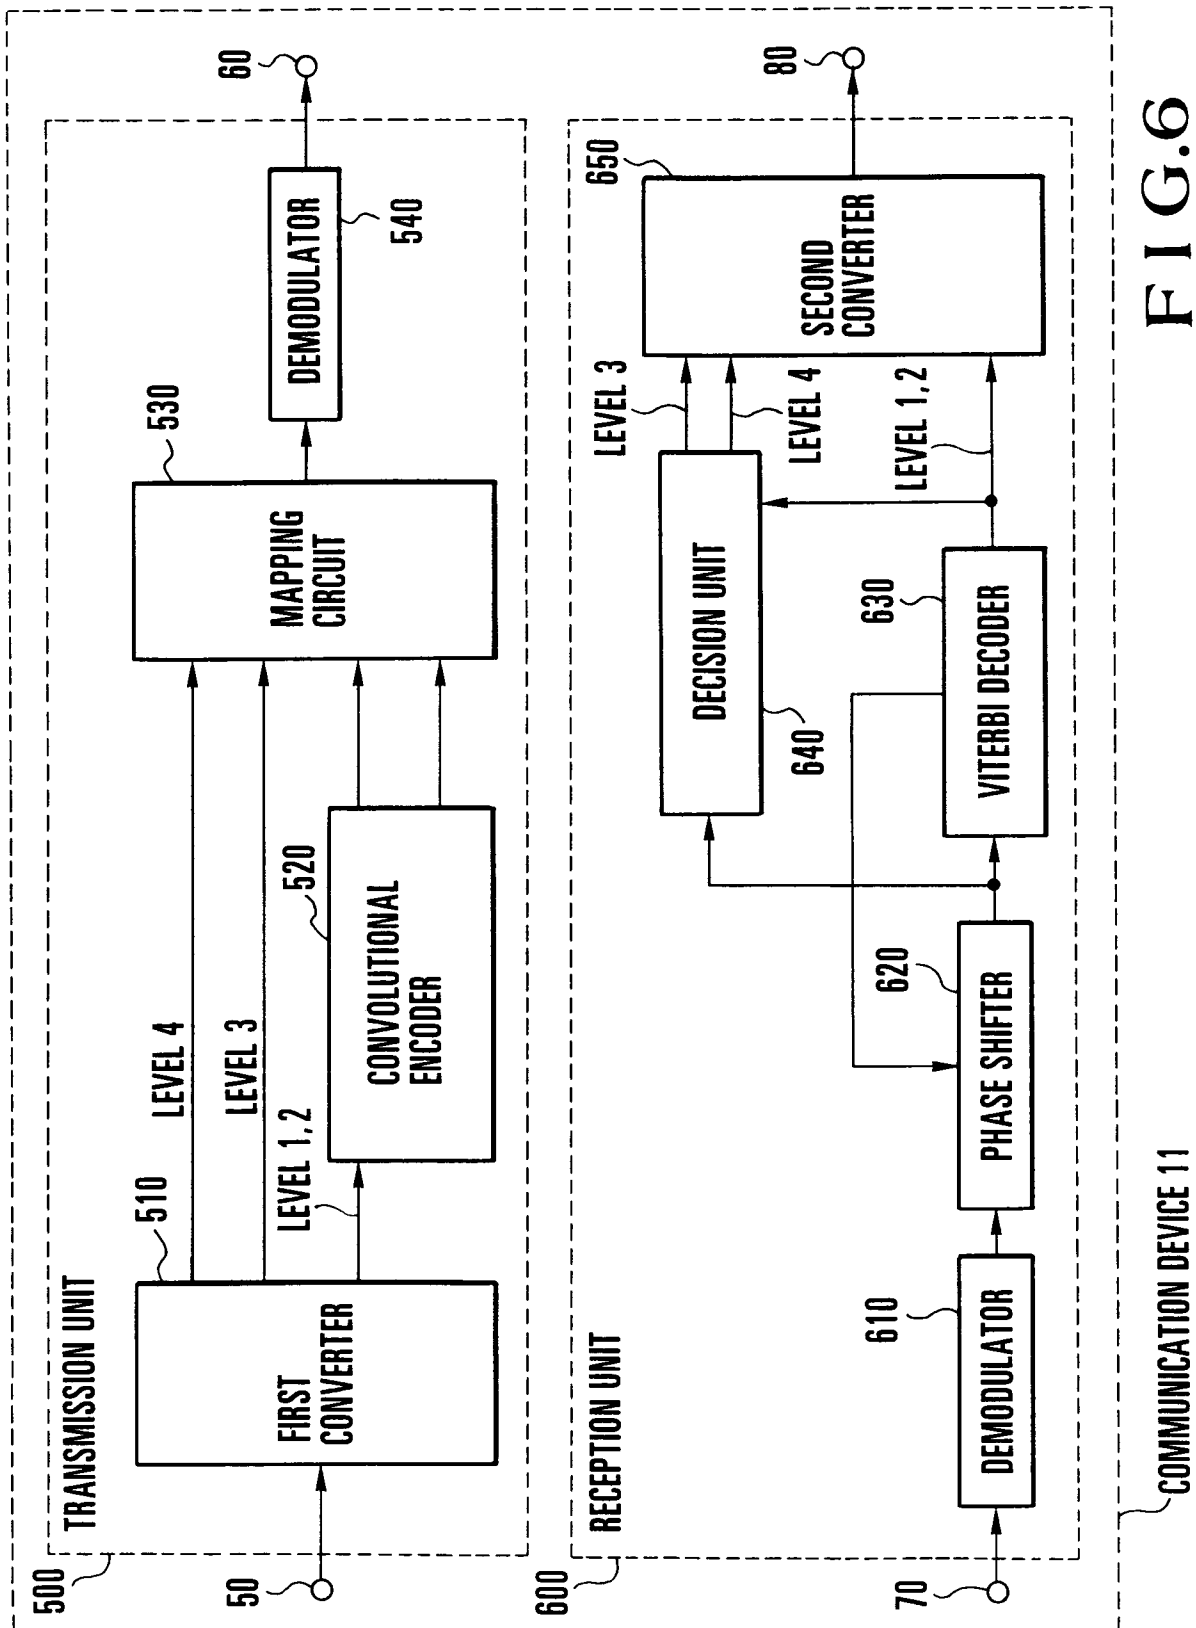 TRANSMISSION UNIT
500
50
FIRST
CONVERTER
510
LEVEL 4
LEVEL 3
LEVEL 1, 2
CONVOLUTIONAL
ENCODER
520
MAPPING
CIRCUIT
530
DEMODULATOR
540
60
RECEPTION UNIT
600
70
DEMODULATOR
610
PHASE SHIFTER
620
VITERBI DECODER
630
DECISION UNIT
640
LEVEL 3
LEVEL 4
LEVEL 1, 2
SECOND
CONVERTER
650
80
COMMUNICATION DEVICE 11
FIG.6